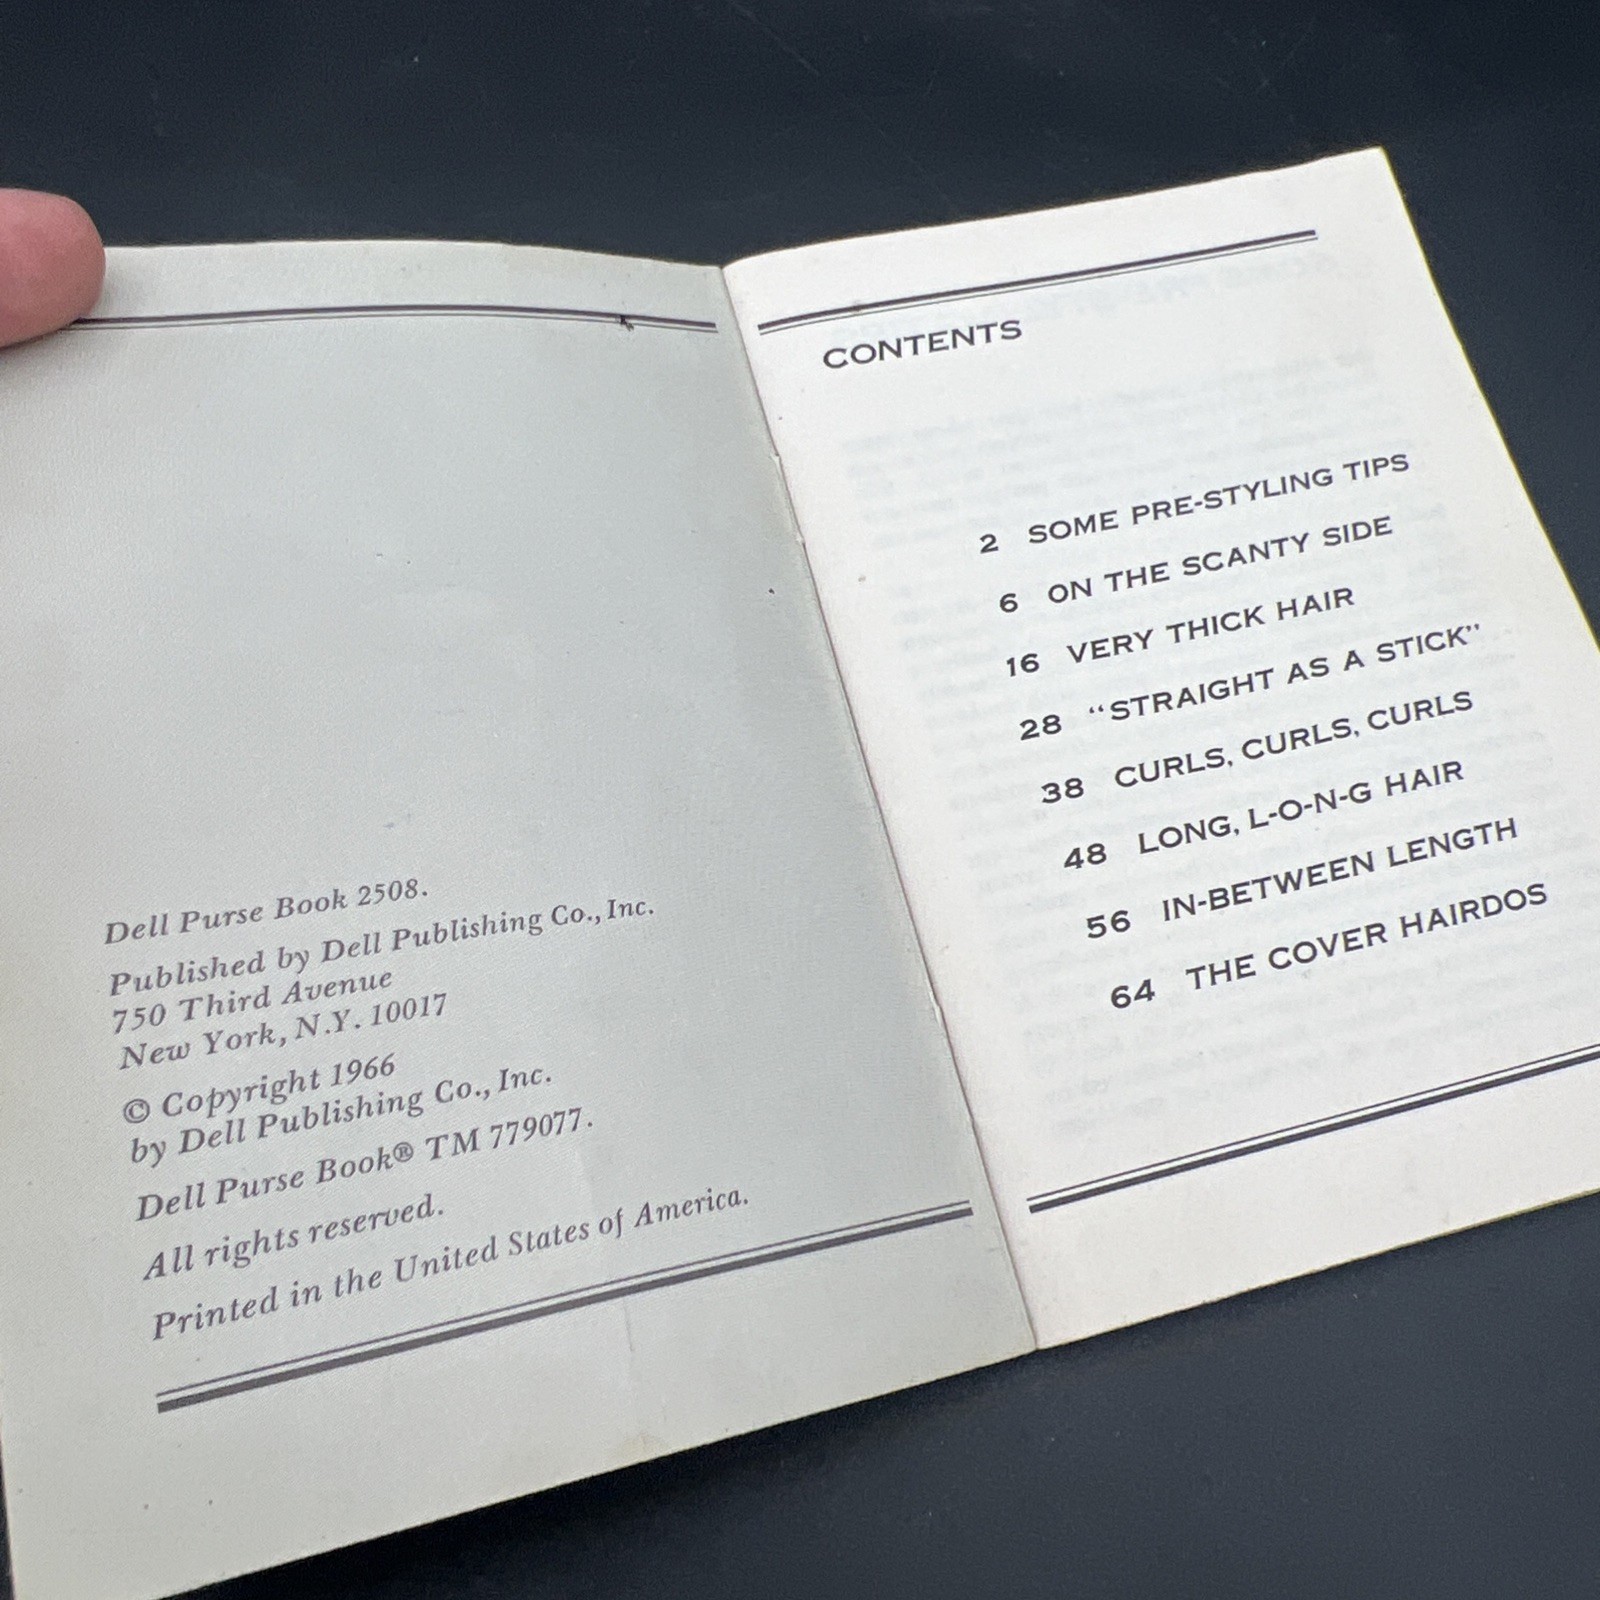 Dell Purse Book 2508.
Published by Dell Publishing Co., Inc.
750 Third Avenue
New York, N.Y. 10017
© Copyright 1966
by Dell Publishing Co., Inc.
Dell Purse Book® TM 779077.
All rights reserved.
Printed in the United States of America.
CONTENTS
2 SOME PRE-STYLING TIPS
6 ON THE SCANTY SIDE
16 VERY THICK HAIR
28 “STRAIGHT AS A STICK”
38 CURLS, CURLS, CURLS
48 LONG, L-O-N-G HAIR
56 IN-BETWEEN LENGTH
64 THE COVER HAIRDOS